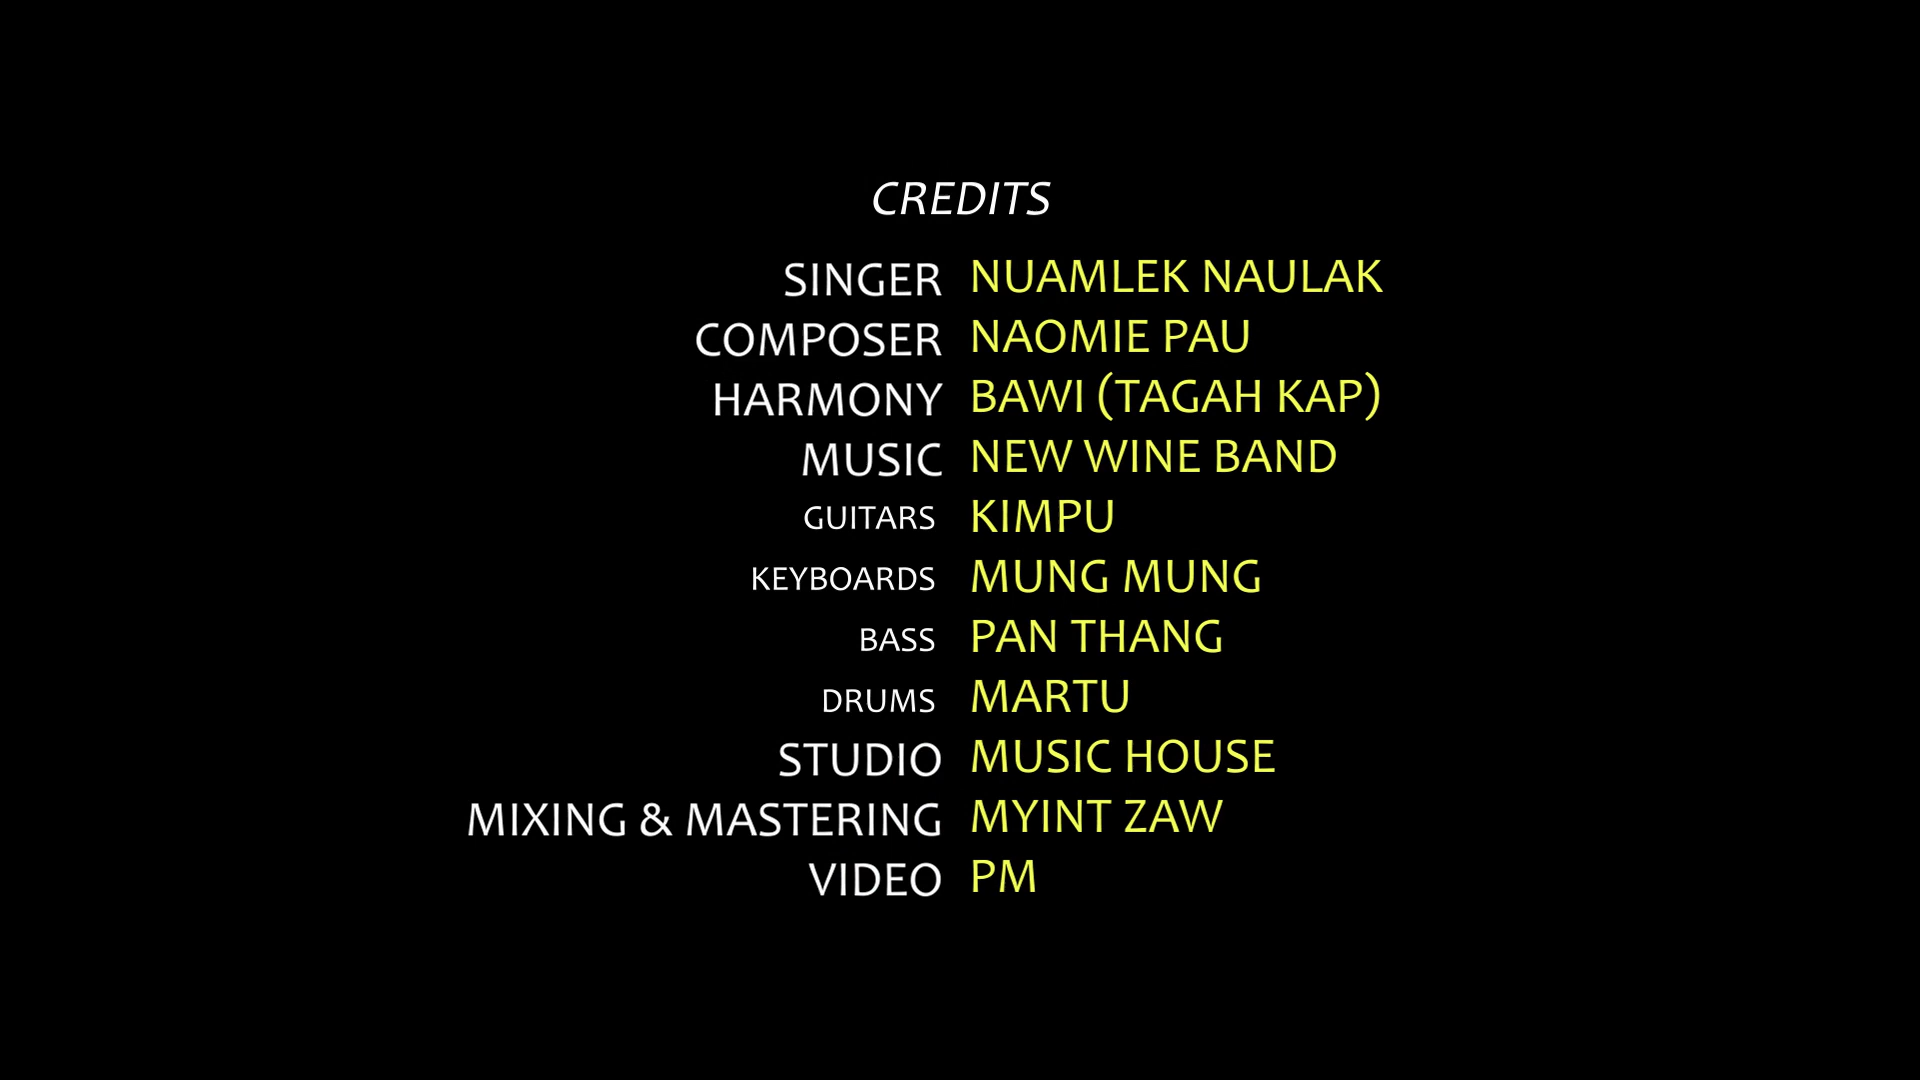 CREDITS
SINGER NUAMLEK NAULAK
COMPOSER NAOMIE PAU
HARMONY BAWI (TAGAH KAP)
MUSIC NEW WINE BAND
GUITARS KIMPU
KEYBOARDS MUNG MUNG
BASS PAN THANG
DRUMS MARTU
STUDIO MUSIC HOUSE
MIXING & MASTERING MYINT ZAW
VIDEO PM